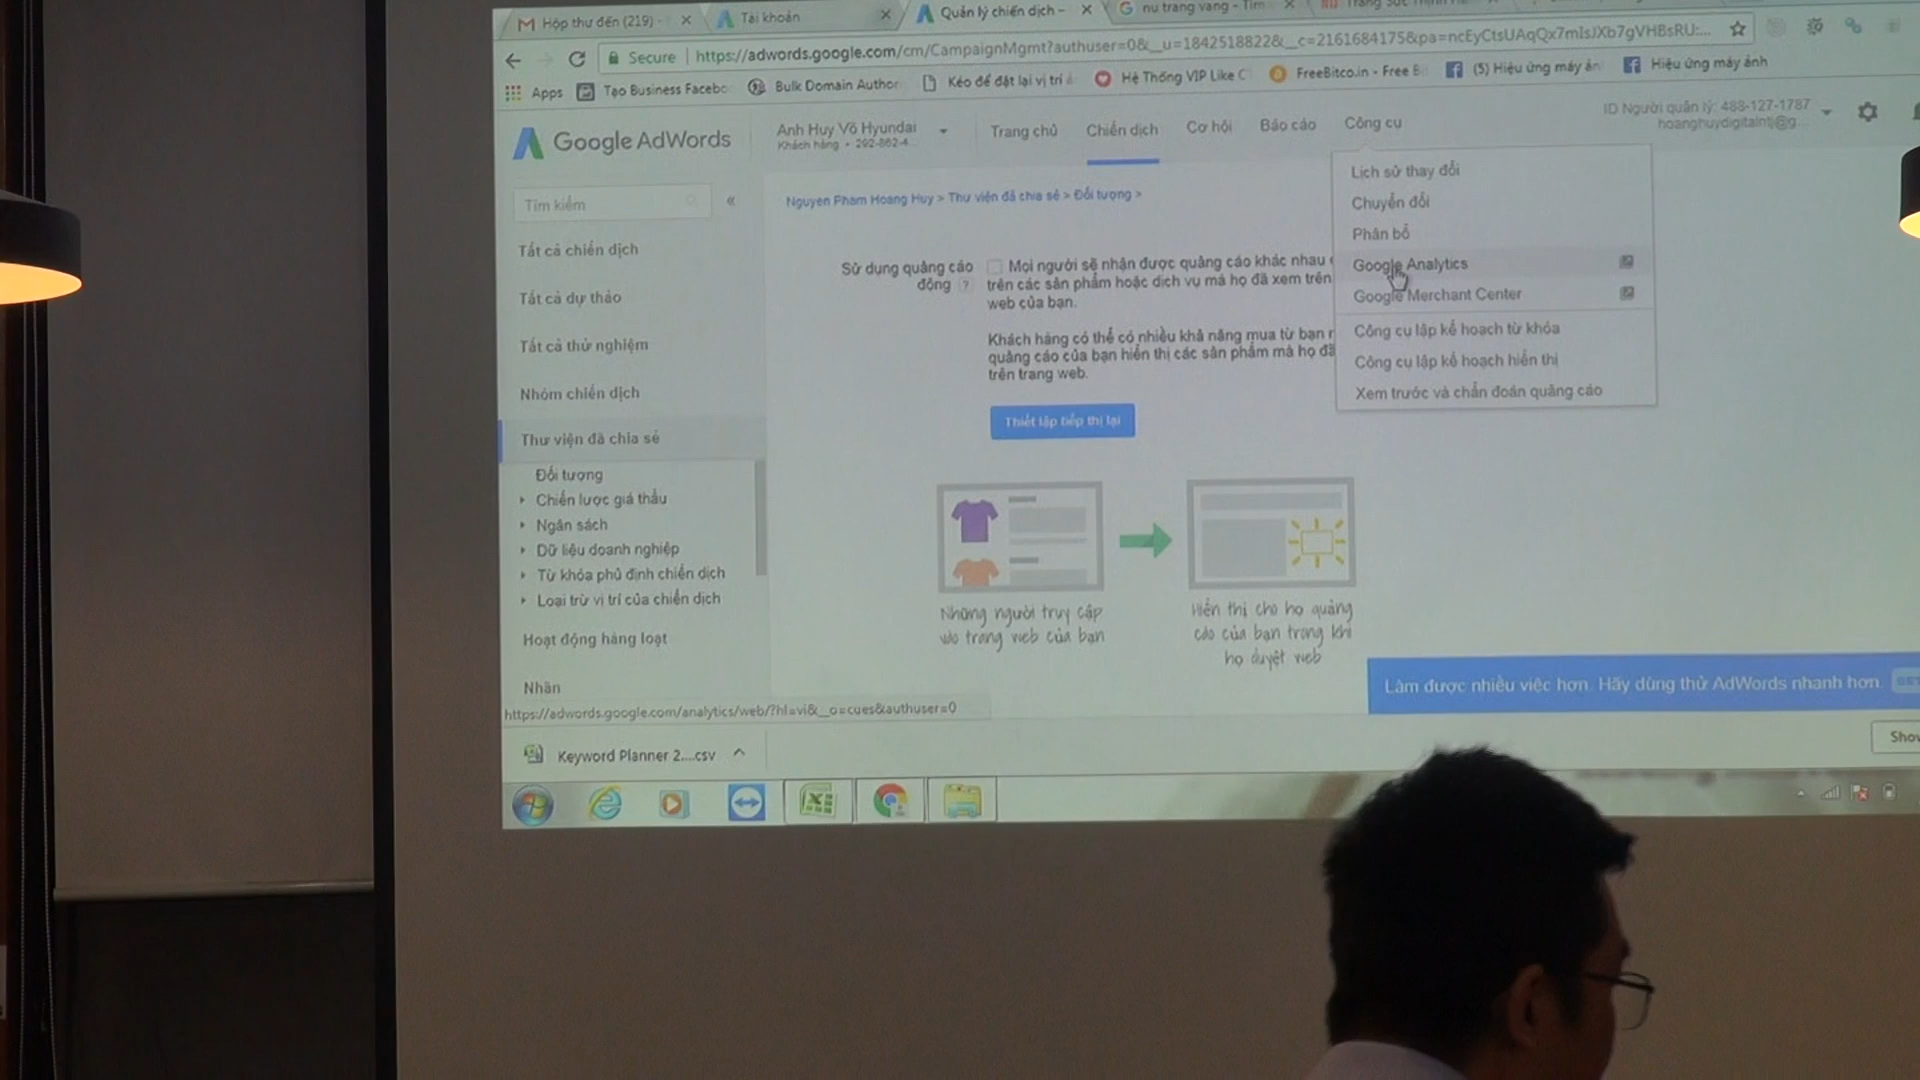 Hộp thư đến (219) -
Tài khoản
Quản lý chiến dịch –
nu trang vang - Tìm
Secure
https://adwords.google.com/cm/CampaignMgmt?authuser=0&__u=1842518822&__c=2161684175&pa=ncEyCtsUAqQx7mIsJXb7gVHBsRU:...
Apps
Tạo Business Facebo
Bulk Domain Author
Kéo để đặt lại vị trí
Hệ Thống VIP Like C
FreeBitco.in - Free B
(5) Hiệu ứng máy ản
Hiệu ứng máy ảnh
Google AdWords
Anh Huy Võ Hyundai
Khách hàng • 292-862-4...
Trang chủ
Chiến dịch
Cơ hội
Báo cáo
Công cụ
ID Người quản lý: 488-127-1787
hoanghuydigitalntj@g...
Tìm kiếm
«
Nguyen Pham Hoang Huy > Thư viện đã chia sẻ > Đối tượng >
Lịch sử thay đổi
Chuyển đổi
Phân bổ
Google Analytics
Google Merchant Center
Công cụ lập kế hoạch từ khóa
Công cụ lập kế hoạch hiển thị
Xem trước và chẩn đoán quảng cáo
Tất cả chiến dịch
Tất cả dự thảo
Tất cả thử nghiệm
Nhóm chiến dịch
Thư viện đã chia sẻ
Đối tượng
Chiến lược giá thầu
Ngân sách
Dữ liệu doanh nghiệp
Từ khóa phủ định chiến dịch
Loại trừ vị trí của chiến dịch
Hoạt động hàng loạt
Nhãn
Sử dụng quảng cáo
động ?
Mọi người sẽ nhận được quảng cáo khác nhau
trên các sản phẩm hoặc dịch vụ mà họ đã xem trên
web của bạn.
Khách hàng có thể có nhiều khả năng mua từ bạn
quảng cáo của bạn hiển thị các sản phẩm mà họ đã
trên trang web.
Thiết lập tiếp thị lại
Những người truy cập
vào trang web của bạn
Hiển thị cho họ quảng
cáo của bạn trong khi
họ duyệt web
Làm được nhiều việc hơn. Hãy dùng thử AdWords nhanh hơn.
https://adwords.google.com/analytics/web/?hl=vi&__o=cues&authuser=0
Keyword Planner 2....csv
Show